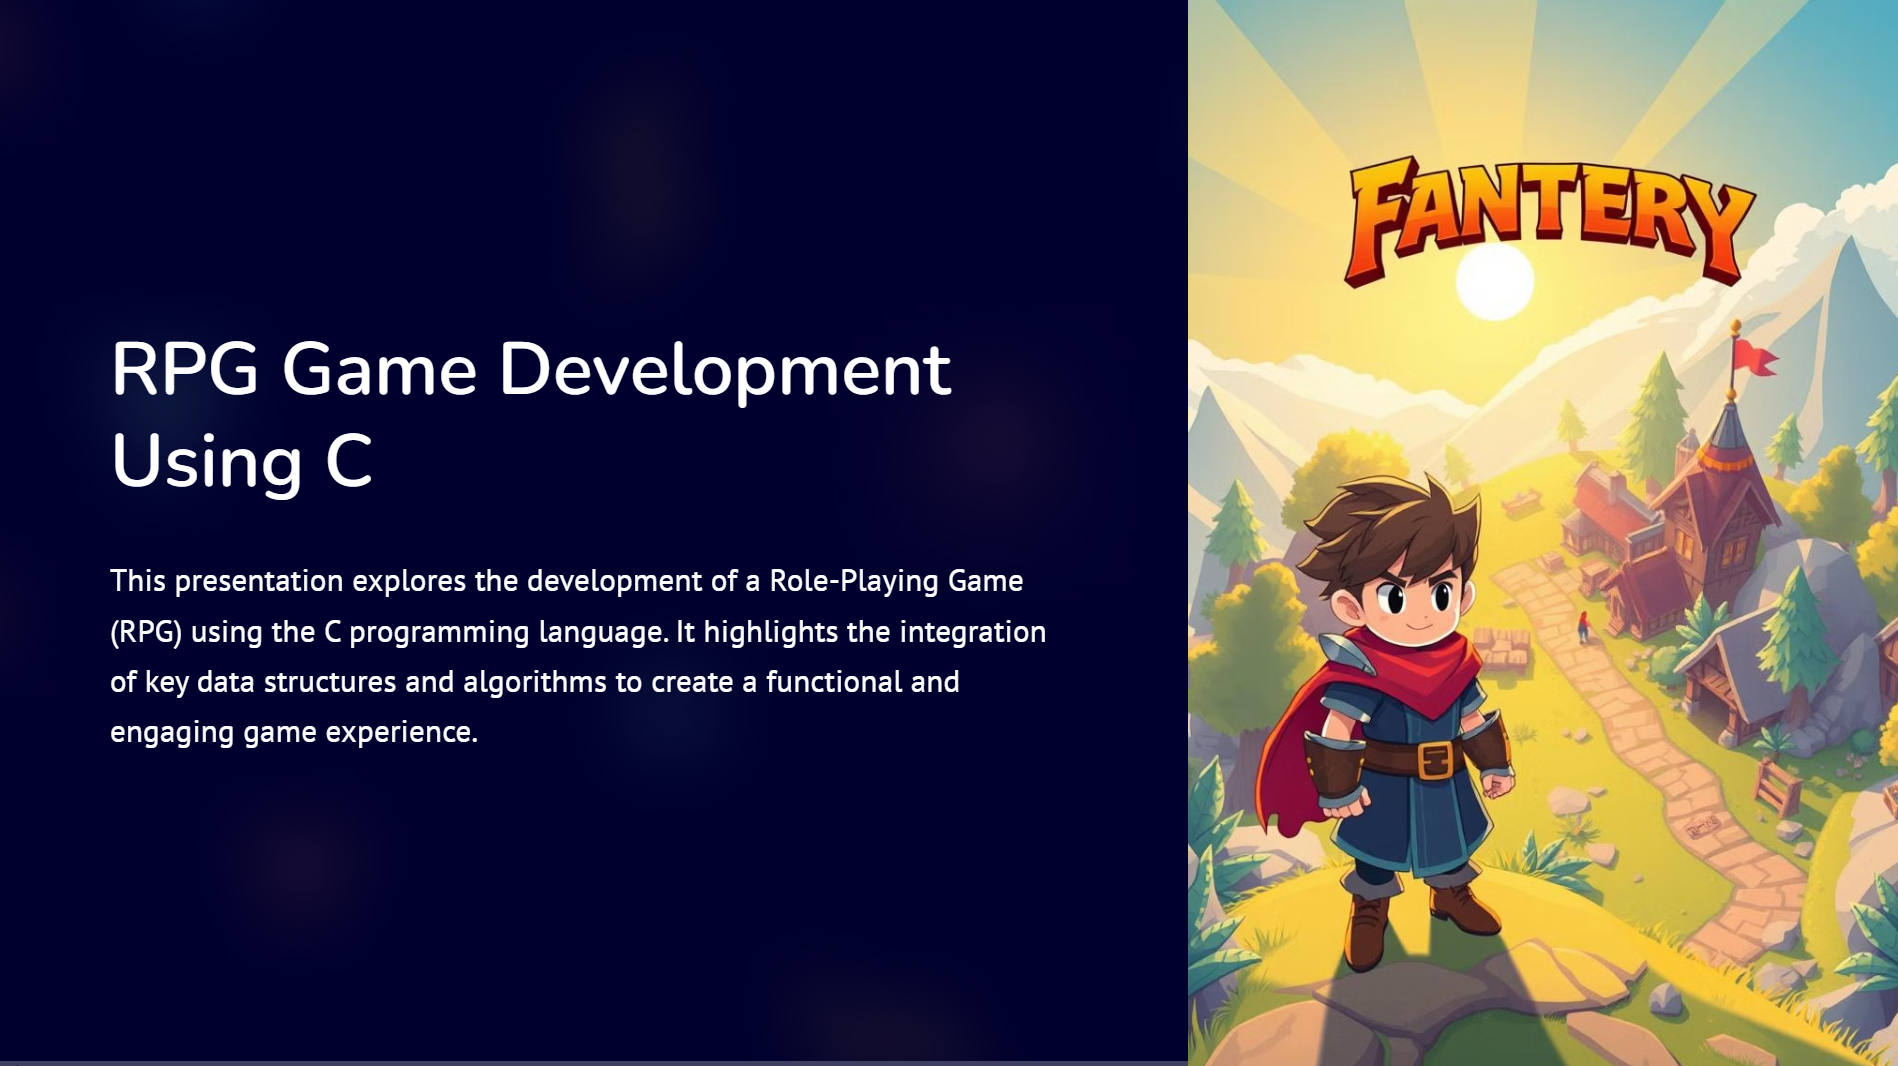 RPG Game Development
Using C
This presentation explores the development of a Role-Playing Game
(RPG) using the C programming language. It highlights the integration
of key data structures and algorithms to create a functional and
engaging game experience.
FANTERY